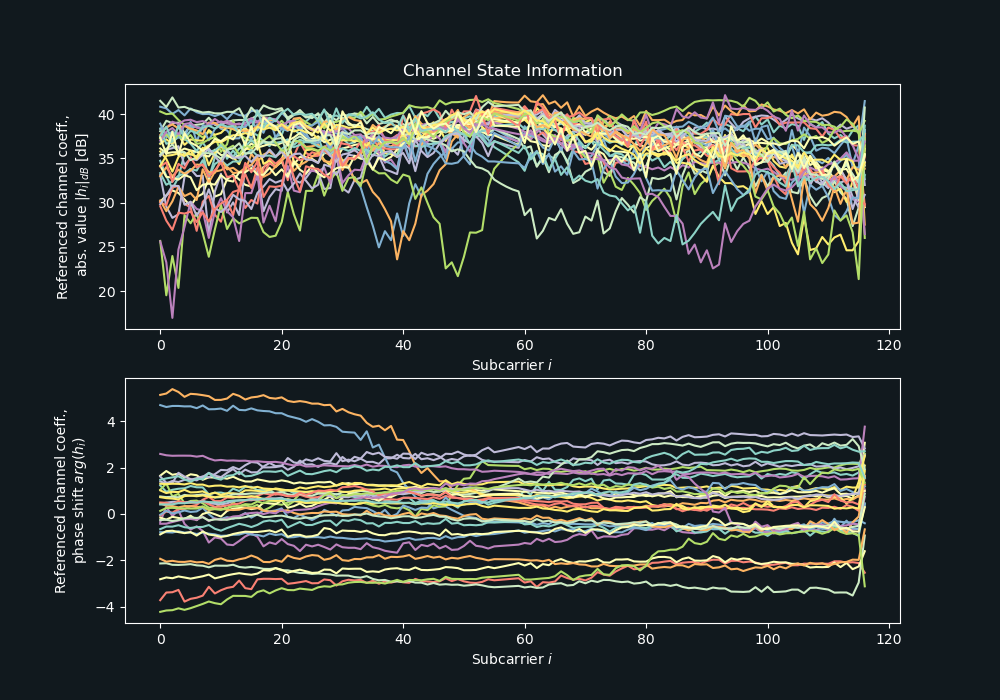 Channel State Information
Referenced channel coeff.,
abs. value |h_i|_dB [dB]
40
35
30
25
20
0 20 40 60 80 100 120
Subcarrier i
Referenced channel coeff.,
phase shift arg(h_i)
4
2
0
−2
−4
0 20 40 60 80 100 120
Subcarrier i